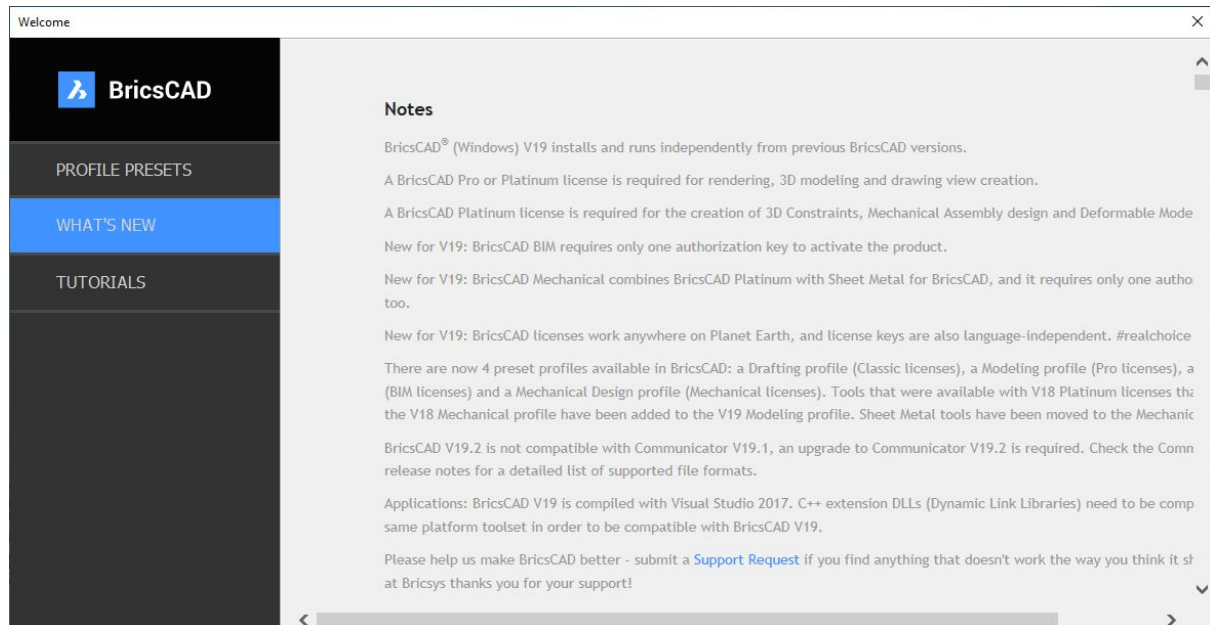 Welcome
BricsCAD
PROFILE PRESETS
WHAT'S NEW
TUTORIALS
Notes
BricsCAD® (Windows) V19 installs and runs independently from previous BricsCAD versions.
A BricsCAD Pro or Platinum license is required for rendering, 3D modeling and drawing view creation.
A BricsCAD Platinum license is required for the creation of 3D Constraints, Mechanical Assembly design and Deformable Mode
New for V19: BricsCAD BIM requires only one authorization key to activate the product.
New for V19: BricsCAD Mechanical combines BricsCAD Platinum with Sheet Metal for BricsCAD, and it requires only one autho
too.
New for V19: BricsCAD licenses work anywhere on Planet Earth, and license keys are also language-independent. #realchoice
There are now 4 preset profiles available in BricsCAD: a Drafting profile (Classic licenses), a Modeling profile (Pro licenses), a
(BIM licenses) and a Mechanical Design profile (Mechanical licenses). Tools that were available with V18 Platinum licenses tha
the V18 Mechanical profile have been added to the V19 Modeling profile. Sheet Metal tools have been moved to the Mechanic
BricsCAD V19.2 is not compatible with Communicator V19.1, an upgrade to Communicator V19.2 is required. Check the Comm
release notes for a detailed list of supported file formats.
Applications: BricsCAD V19 is compiled with Visual Studio 2017. C++ extension DLLs (Dynamic Link Libraries) need to be comp
same platform toolset in order to be compatible with BricsCAD V19.
Please help us make BricsCAD better - submit a Support Request if you find anything that doesn't work the way you think it sh
at Bricsys thanks you for your support!